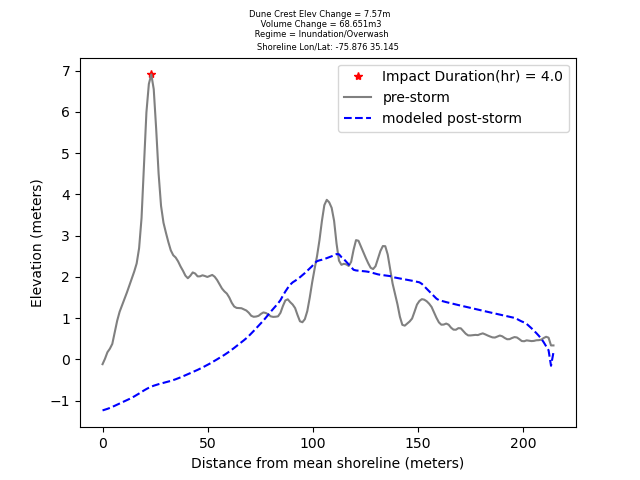 Dune Crest Elev Change = 7.57m
Volume Change = 68.651m3
Regime = Inundation/Overwash
Shoreline Lon/Lat: -75.876 35.145
Impact Duration(hr) = 4.0
pre-storm
modeled post-storm
7
6
5
4
3
2
1
0
−1
Elevation (meters)
0 50 100 150 200
Distance from mean shoreline (meters)